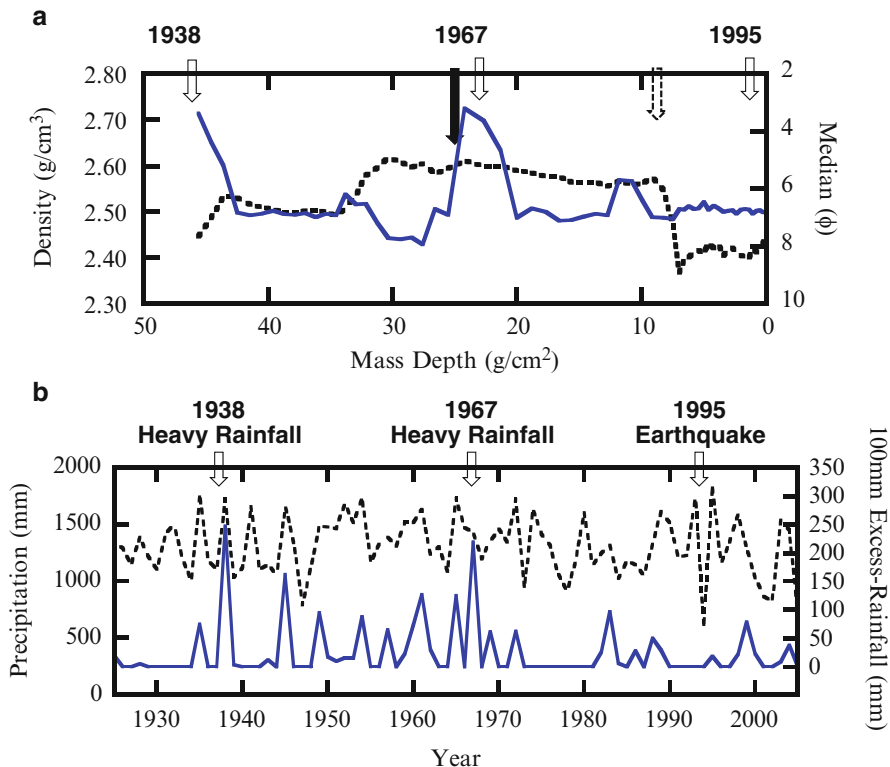 a
1938 1967 1995
2.80
2.70
2.60
2.50
2.40
2.30
Density (g/cm³)
2
4
6
8
10
Median (ϕ)
50 40 30 20 10 0
Mass Depth (g/cm²)
b
1938 1967 1995
Heavy Rainfall Heavy Rainfall Earthquake
2000
1500
1000
500
0
Precipitation (mm)
350
300
250
200
150
100
50
0
100mm Excess-Rainfall (mm)
1930 1940 1950 1960 1970 1980 1990 2000
Year